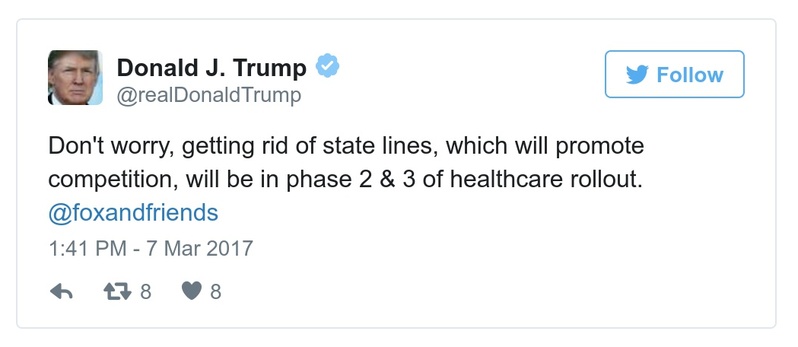 Donald J. Trump
@realDonaldTrump
Follow
Don't worry, getting rid of state lines, which will promote
competition, will be in phase 2 & 3 of healthcare rollout.
@foxandfriends
1:41 PM - 7 Mar 2017
8 8